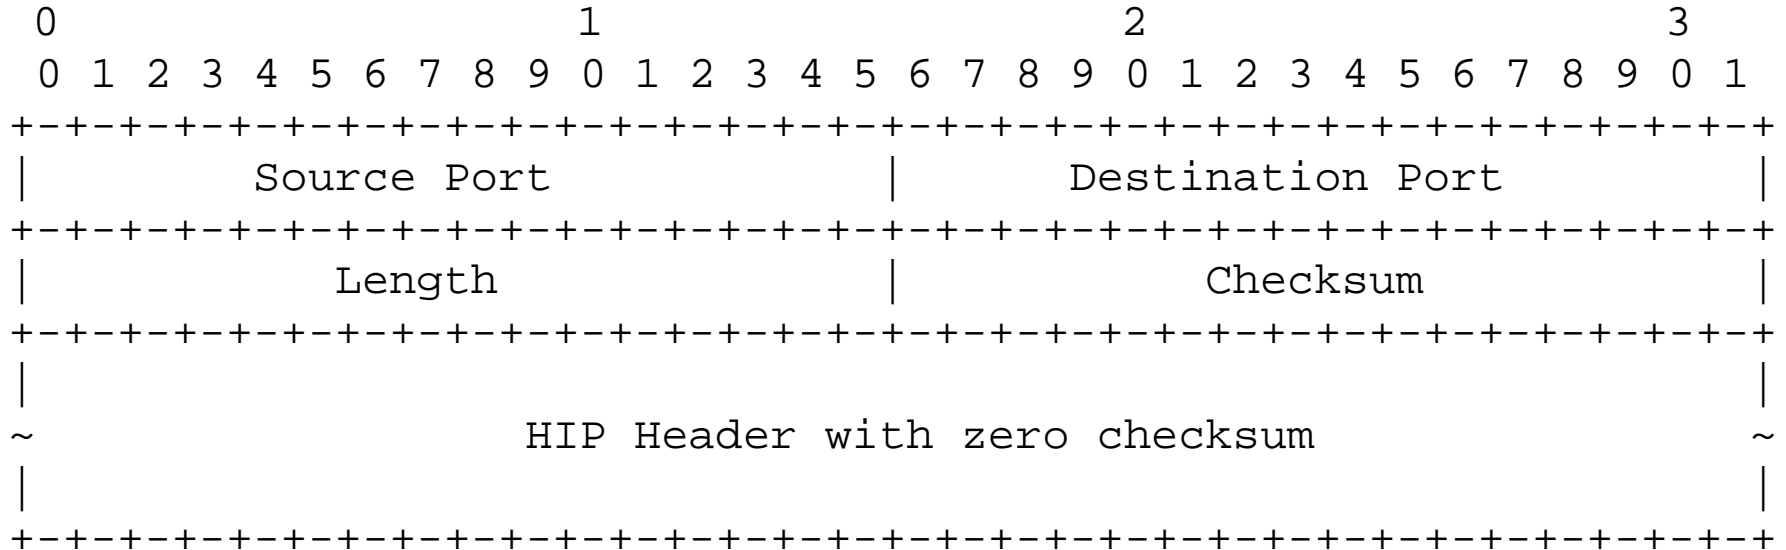 0                   1                   2                   3
 0 1 2 3 4 5 6 7 8 9 0 1 2 3 4 5 6 7 8 9 0 1 2 3 4 5 6 7 8 9 0 1
+-+-+-+-+-+-+-+-+-+-+-+-+-+-+-+-+-+-+-+-+-+-+-+-+-+-+-+-+-+-+-+-+
|        Source Port            |      Destination Port         |
+-+-+-+-+-+-+-+-+-+-+-+-+-+-+-+-+-+-+-+-+-+-+-+-+-+-+-+-+-+-+-+-+
|           Length              |           Checksum            |
+-+-+-+-+-+-+-+-+-+-+-+-+-+-+-+-+-+-+-+-+-+-+-+-+-+-+-+-+-+-+-+-+
|                                                               |
~                  HIP Header with zero checksum                ~
|                                                               |
+-+-+-+-+-+-+-+-+-+-+-+-+-+-+-+-+-+-+-+-+-+-+-+-+-+-+-+-+-+-+-+-+